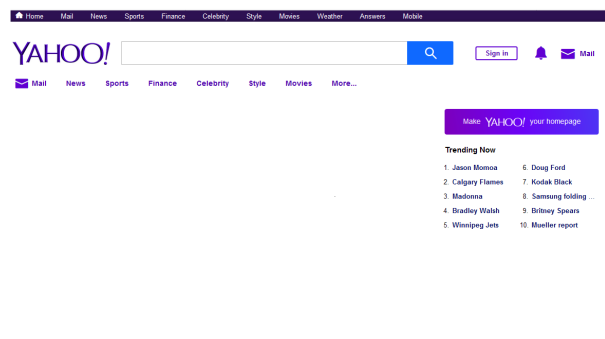 Home Mail News Sports Finance Celebrity Style Movies Weather Answers Mobile
YAHOO! Sign in Mail
Mail News Sports Finance Celebrity Style Movies More...
Make YAHOO! your homepage
Trending Now
1. Jason Momoa
2. Calgary Flames
3. Madonna
4. Bradley Walsh
5. Winnipeg Jets
6. Doug Ford
7. Kodak Black
8. Samsung folding ...
9. Britney Spears
10. Mueller report